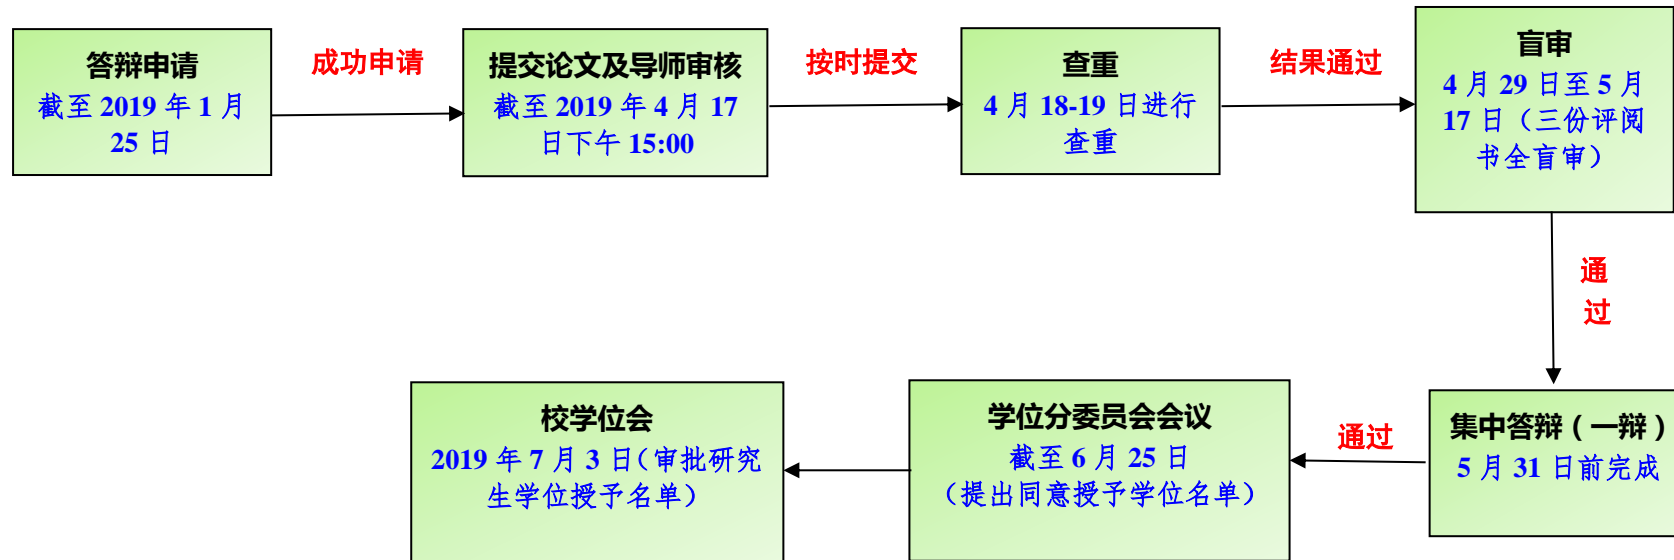 答辩申请
截至 2019 年 1 月
25 日
成功申请
提交论文及导师审核
截至 2019 年 4 月 17
日下午 15:00
按时提交
查重
4 月 18-19 日进行
查重
结果通过
盲审
4 月 29 日至 5 月
17 日（三份评阅
书全盲审）
通
过
集中答辩（一辩）
5 月 31 日前完成
通过
学位分委员会会议
截至 6 月 25 日
（提出同意授予学位名单）
校学位会
2019 年 7 月 3 日（审批研究
生学位授予名单）